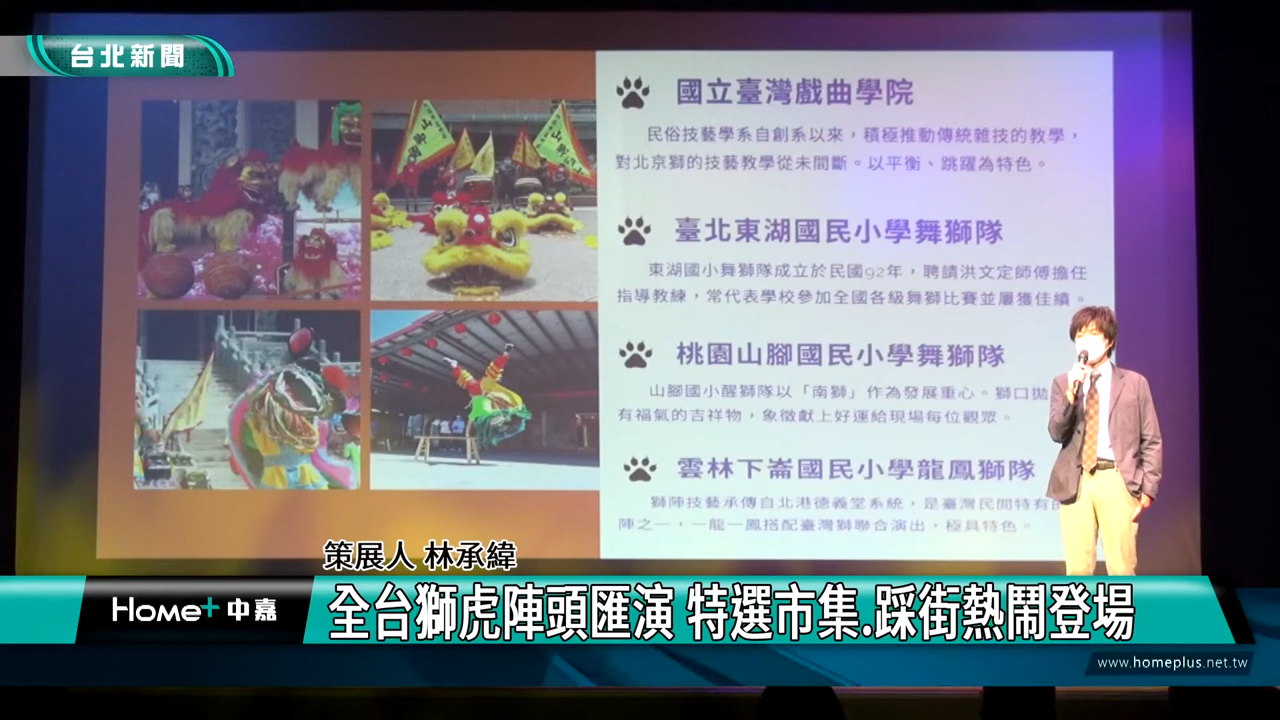 台北新聞
國立臺灣戲曲學院
民俗技藝學系自創系以來，積極推動傳統雜技的教學，
對北京獅的技藝教學從未間斷。以平衡、跳躍為特色。
臺北東湖國民小學舞獅隊
東湖國小舞獅隊成立於民國92年，聘請洪文定師傅擔任
指導教練，常代表學校參加全國各級舞獅比賽並屢獲佳績。
桃園山腳國民小學舞獅隊
山腳國小醒獅隊以「南獅」作為發展重心。獅口拋
有福氣的吉祥物，象徵獻上好運給現場每位觀眾。
雲林下崙國民小學龍鳳獅隊
獅陣技藝承傳自北港德義堂系統，是臺灣民間特有的
陣之一，一龍一鳳搭配臺灣獅聯合演出，極具特色。
策展人 林承緯
Home+ 中嘉
全台獅虎陣頭匯演 特選市集.踩街熱鬧登場
www.homeplus.net.tw